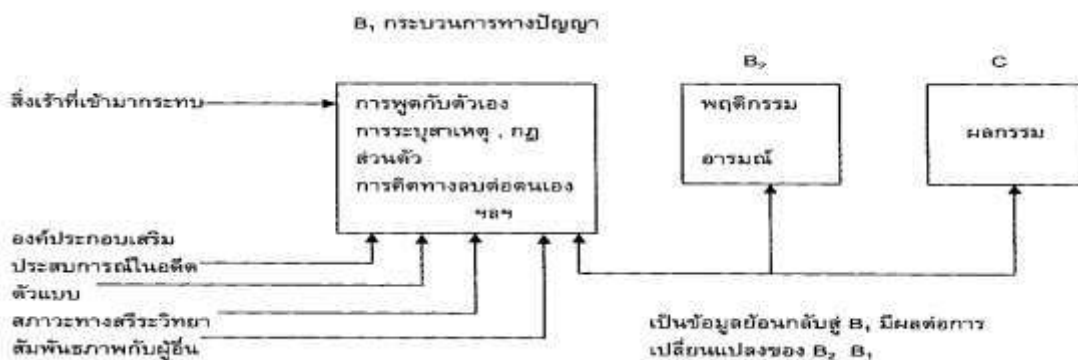 B₁ กระบวนการทางปัญญา
B₂
C
สิ่งเร้าที่เข้ามากระทบ
การพูดกับตัวเอง
การระบุสาเหตุ , กฎ
ส่วนตัว
การคิดทางลบต่อตนเอง
ฯลฯ
พฤติกรรม
อารมณ์
ผลกรรม
องค์ประกอบเสริม
ประสบการณ์ในอดีต
ตัวแบบ
สภาวะทางสรีระวิทยา
สัมพันธภาพกับผู้อื่น
เป็นข้อมูลย้อนกลับสู่ B₁ มีผลต่อการ
เปลี่ยนแปลงของ B₂ B₁